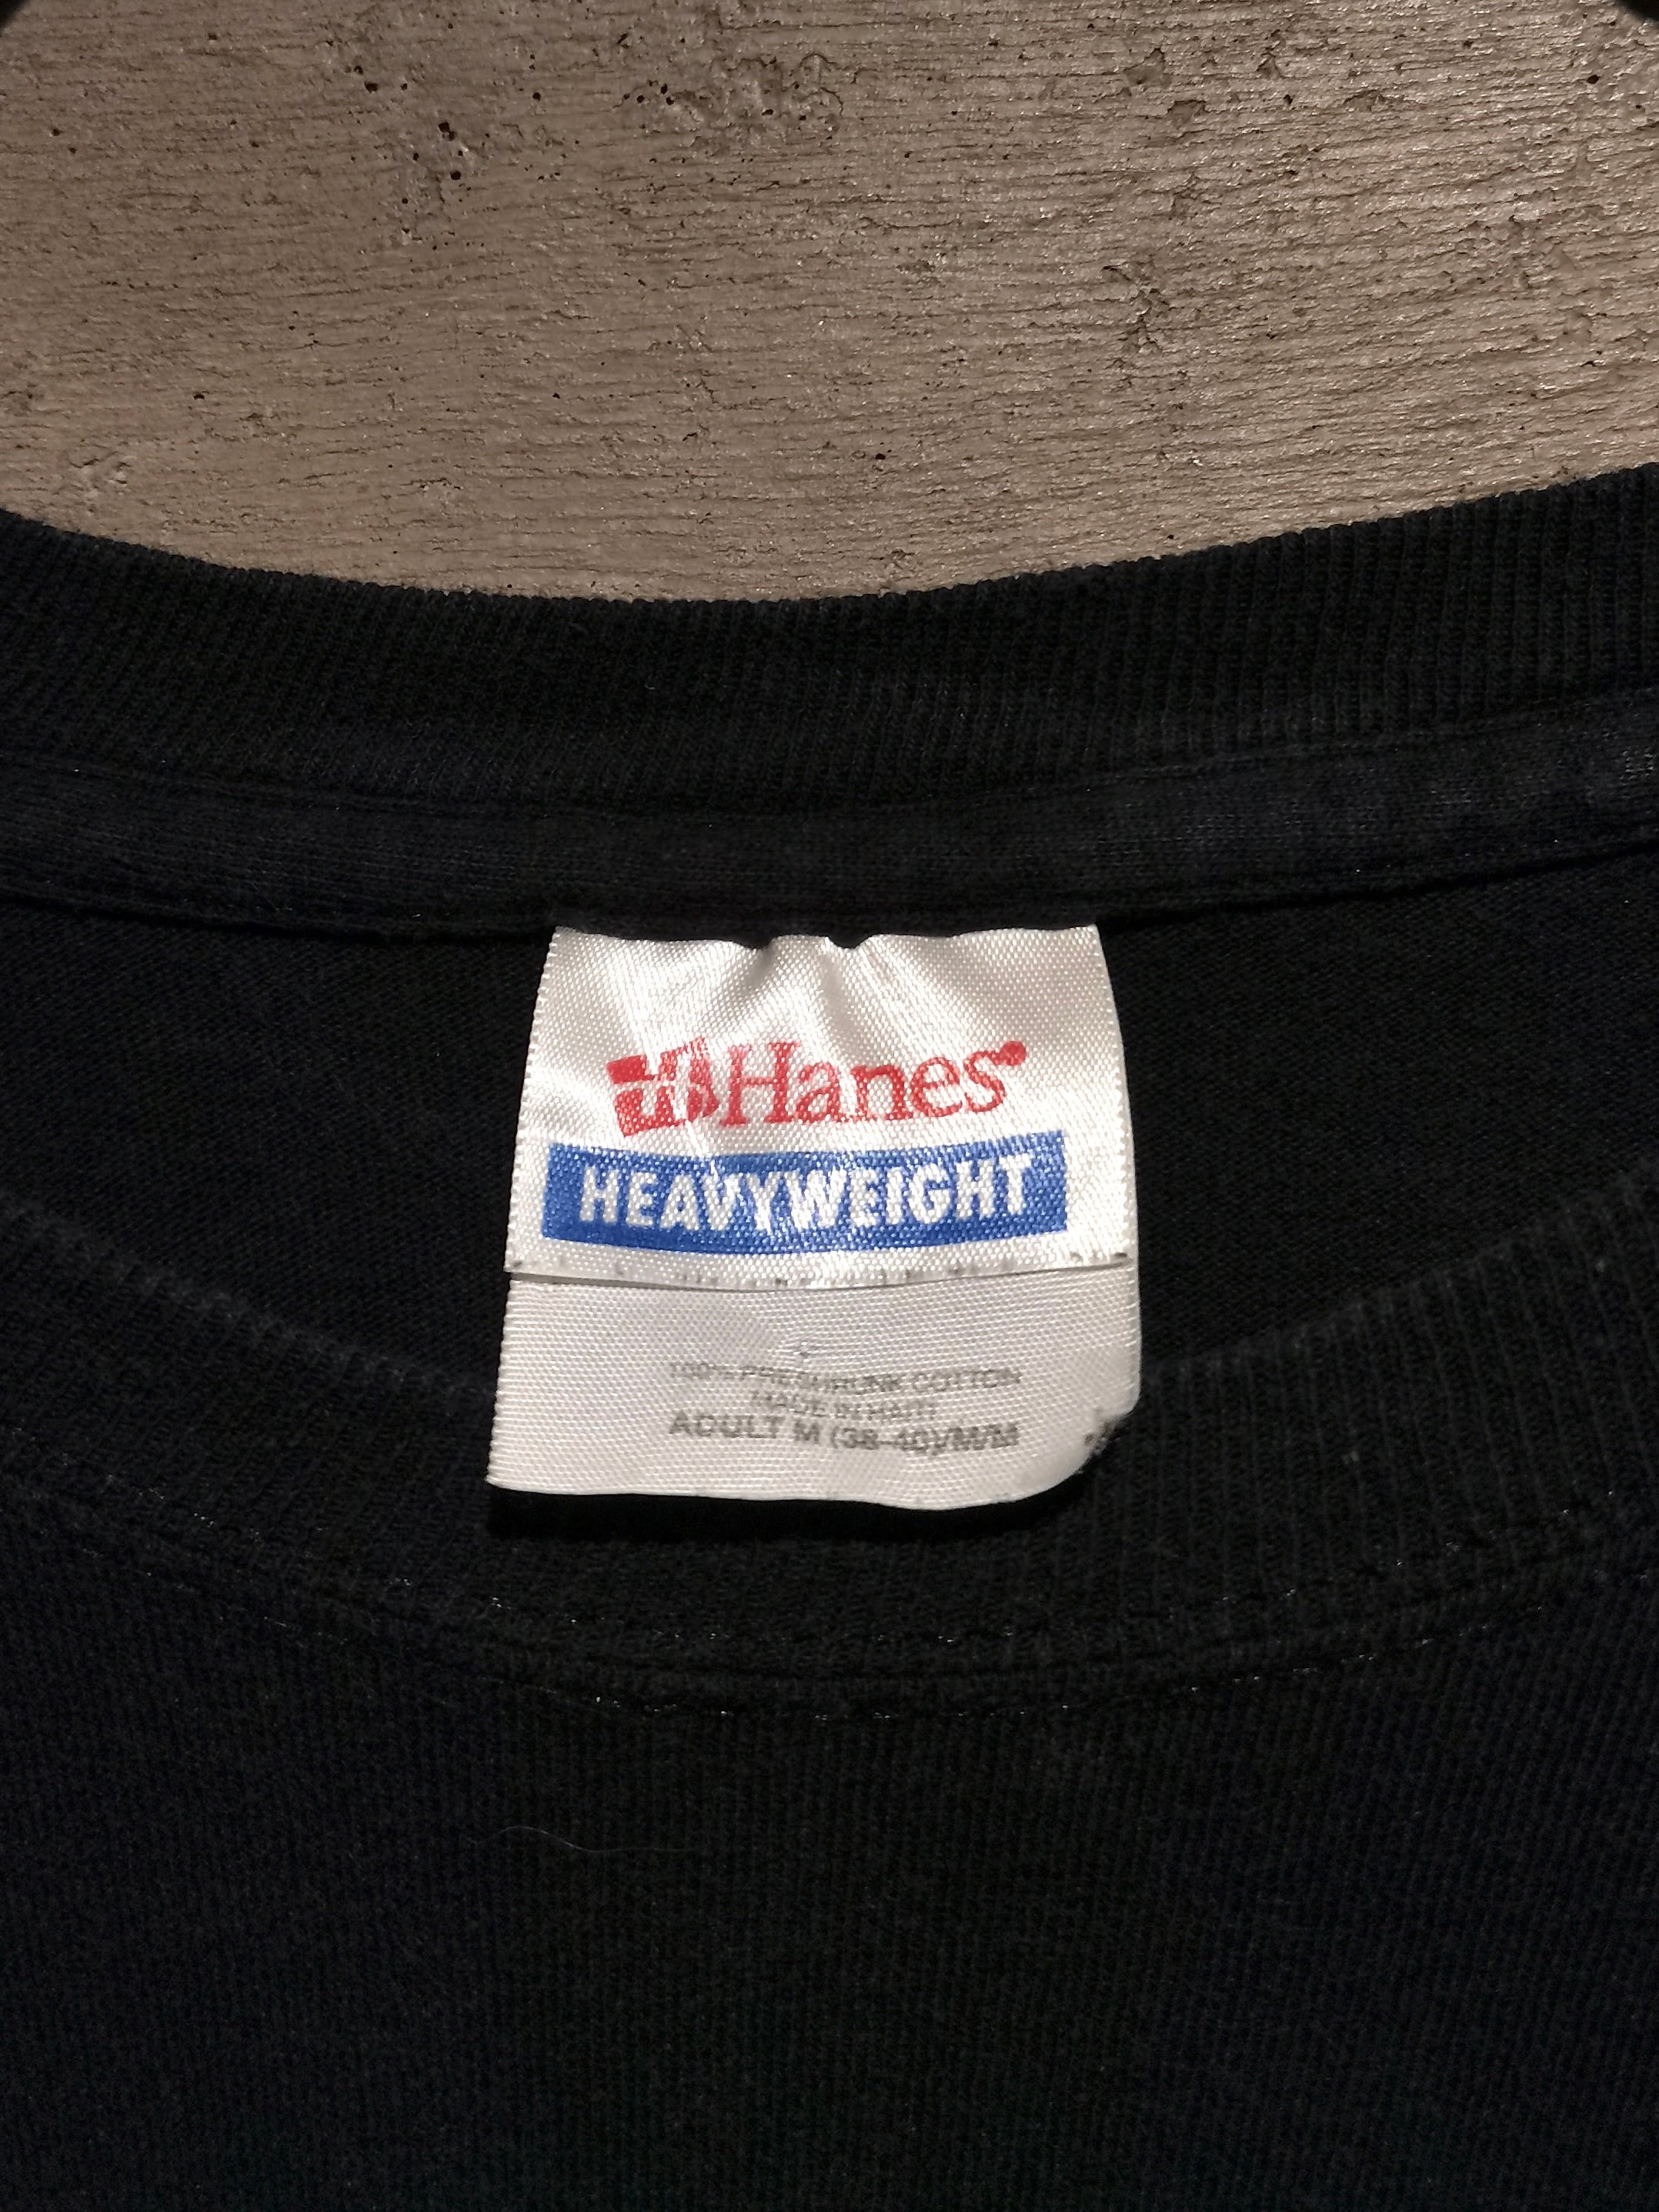 Hanes
HEAVYWEIGHT
100% PRESHRUNK COTTON
MADE IN HAITI
ADULT M (38-40)/M/M